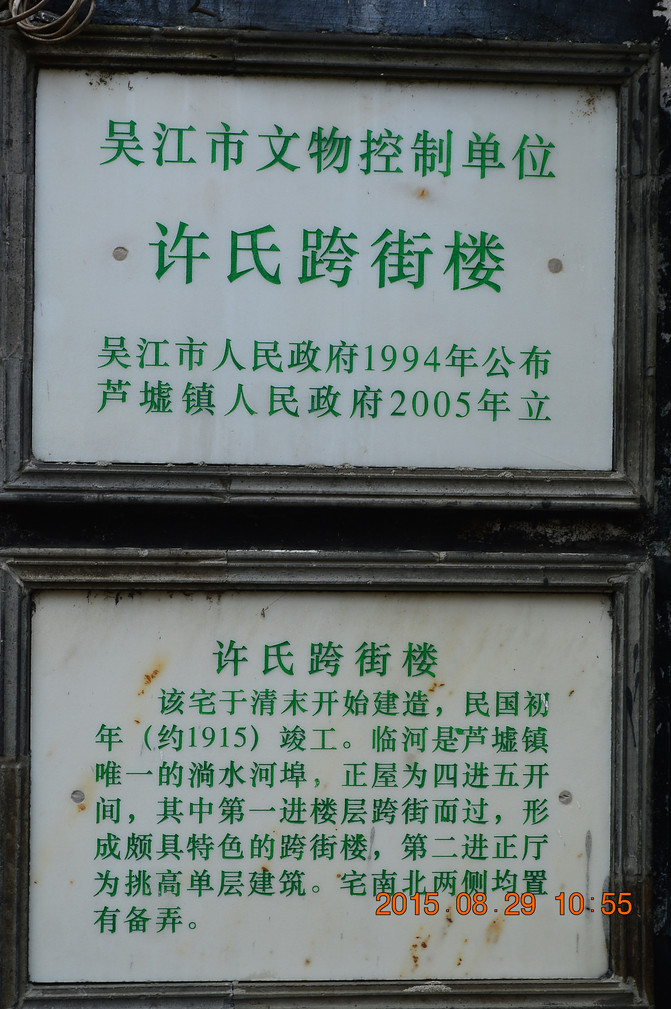 吴江市文物控制单位
许氏跨街楼
吴江市人民政府1994年公布
芦墟镇人民政府2005年立
许氏跨街楼
该宅于清末开始建造，民国初
年（约1915）竣工。临河是芦墟镇
唯一的淌水河埠，正屋为四进五开
间，其中第一进楼层跨街而过，形
成颇具特色的跨街楼，第二进正厅
为挑高单层建筑。宅南北两侧均置
有备弄。
2015.08.29 10:55